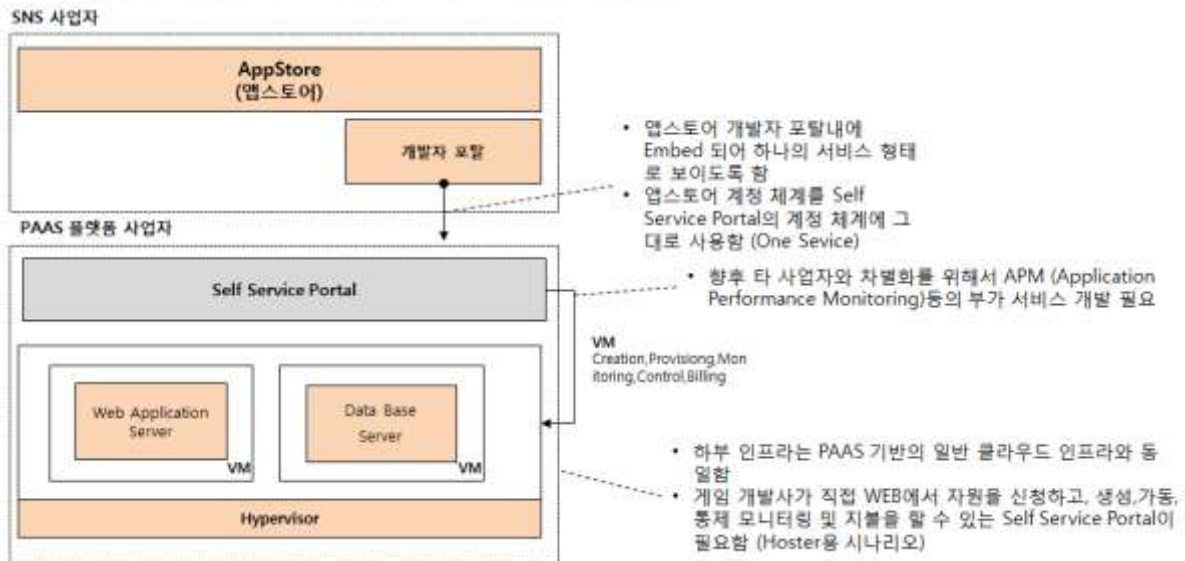 SNS 사업자
AppStore
(앱스토어)
개발자 포탈
• 앱스토어 개발자 포탈내에
Embed 되어 하나의 서비스 형태
로 보이도록 함
• 앱스토어 계정 체계를 Self
Service Portal의 계정 체계에 그
대로 사용함 (One Sevice)
PAAS 플랫폼 사업자
Self Service Portal
• 향후 타 사업자와 차별화를 위해서 APM (Application
Performance Monitoring)등의 부가 서비스 개발 필요
VM
Creation,Provisiong,Mon
itoring,Control,Billing
Web Application
Server
VM
Data Base
Server
VM
Hypervisor
• 하부 인프라는 PAAS 기반의 일반 클라우드 인프라와 동
일함
• 게임 개발사가 직접 WEB에서 자원을 신청하고, 생성,가동,
통제 모니터링 및 지불을 할 수 있는 Self Service Portal이
필요함 (Hoster용 시나리오)